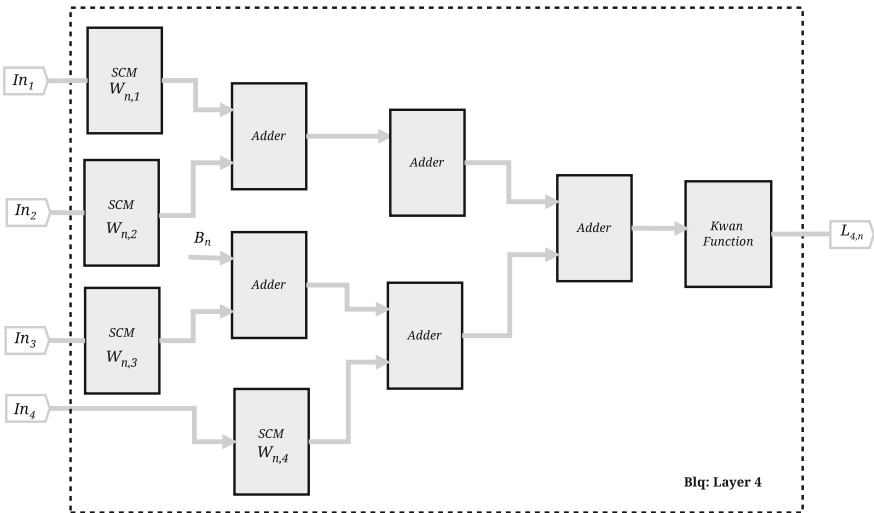 In1
SCM
Wn,1
Adder
Adder
In2
SCM
Wn,2
Adder
Kwan
Function
L4,n
Bn
Adder
In3
SCM
Wn,3
Adder
In4
SCM
Wn,4
Blq: Layer 4